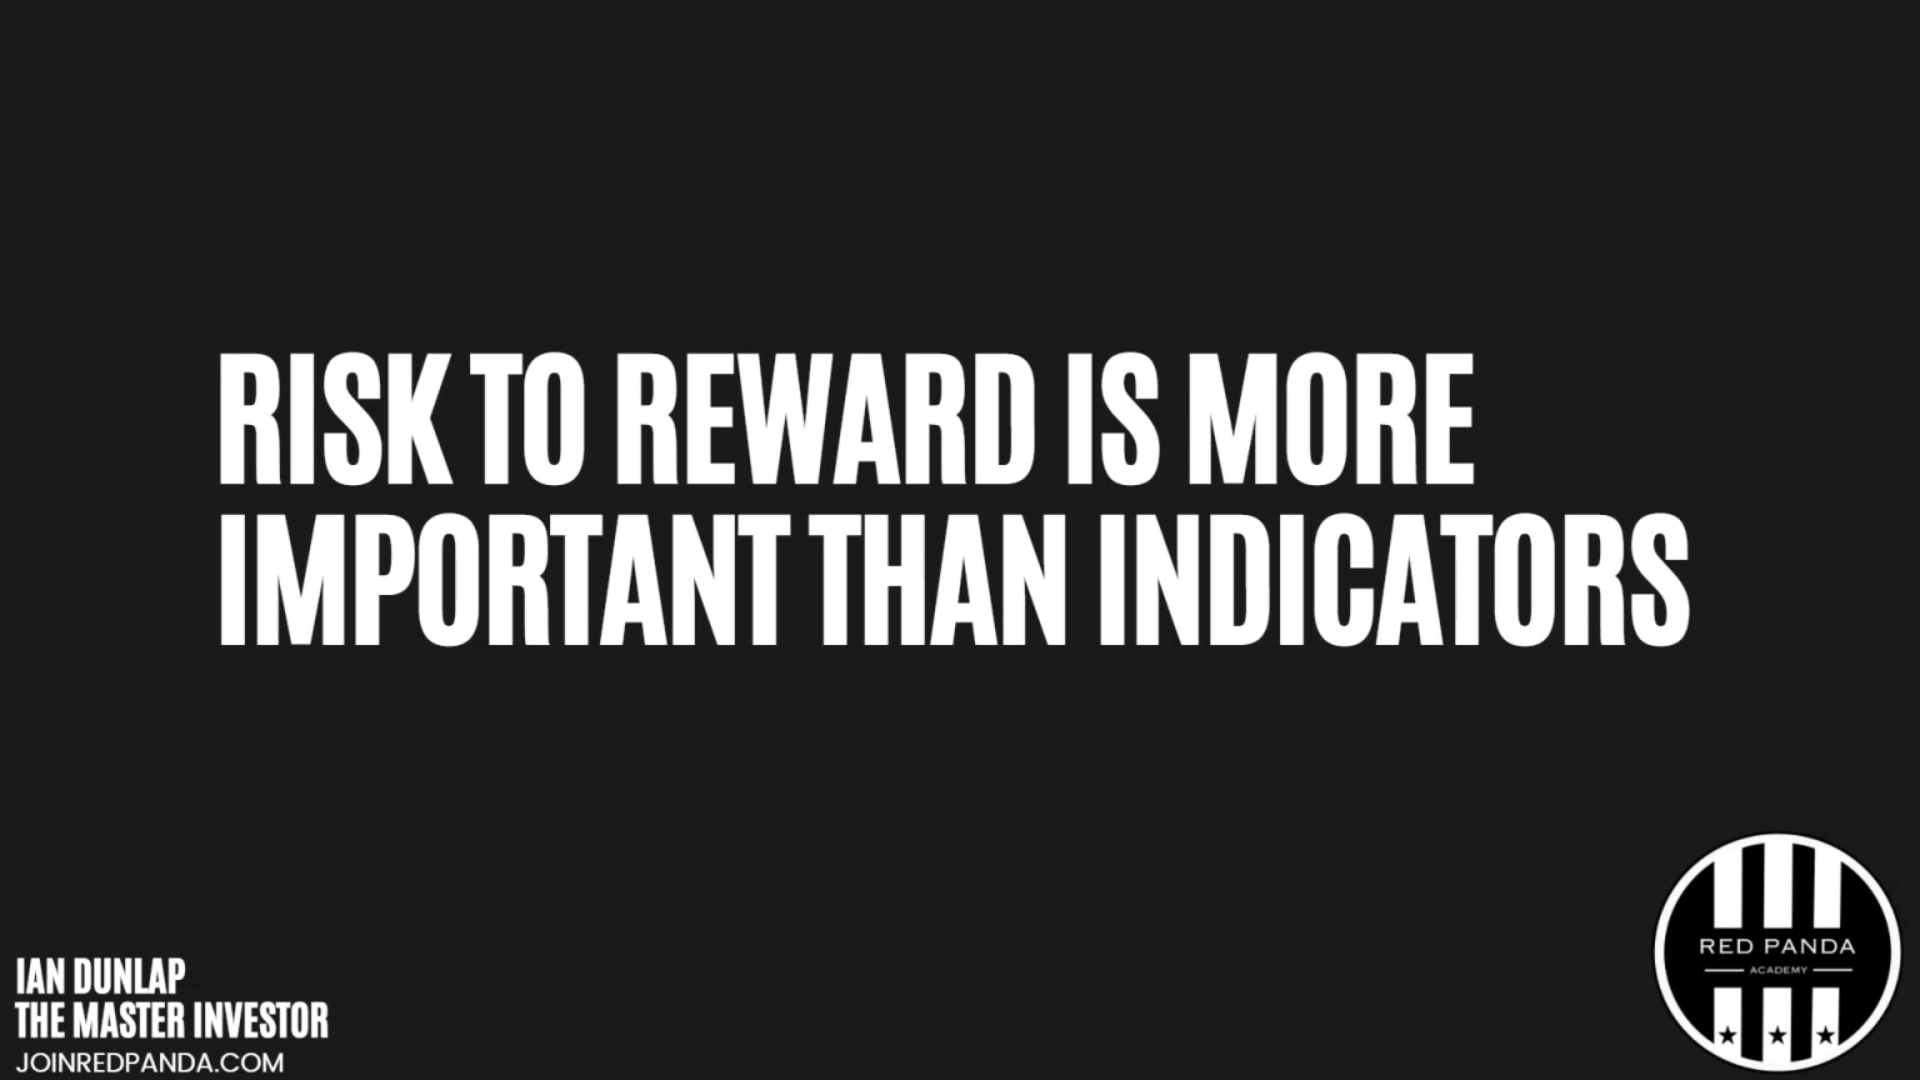 RISK TO REWARD IS MORE
IMPORTANT THAN INDICATORS
IAN DUNLAP
THE MASTER INVESTOR
JOINREDPANDA.COM
RED PANDA
ACADEMY